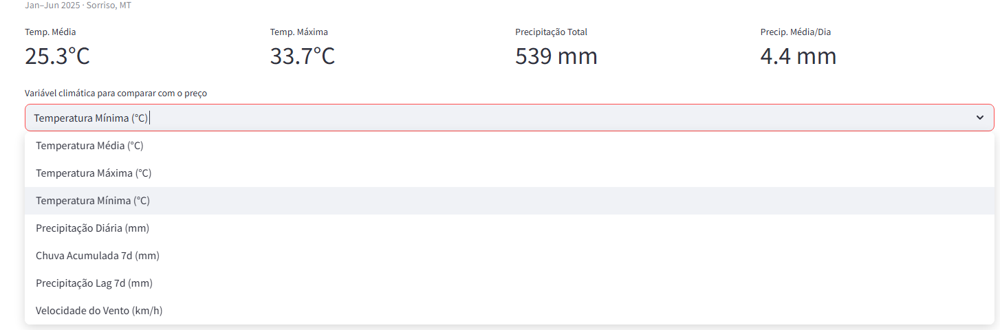 Jan–Jun 2025 · Sorriso, MT
Temp. Média
25.3°C
Temp. Máxima
33.7°C
Precipitação Total
539 mm
Precip. Média/Dia
4.4 mm
Variável climática para comparar com o preço
Temperatura Mínima (°C)
Temperatura Média (°C)
Temperatura Máxima (°C)
Temperatura Mínima (°C)
Precipitação Diária (mm)
Chuva Acumulada 7d (mm)
Precipitação Lag 7d (mm)
Velocidade do Vento (km/h)